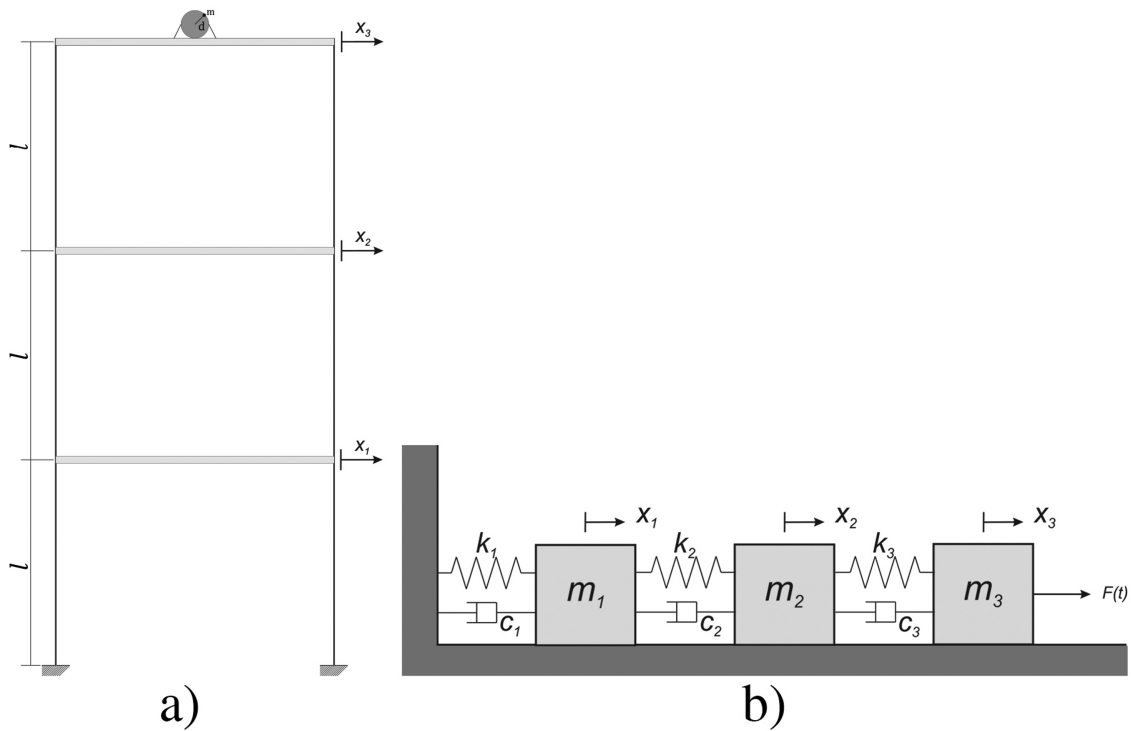 m
d
x₃
l
x₂
l
x₁
l
a)
x₁
x₂
x₃
k₁
k₂
k₃
m₁
m₂
m₃
F(t)
c₁
c₂
c₃
b)